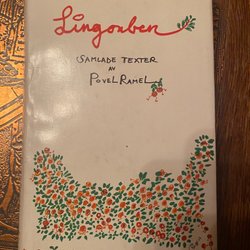 Lingonben
SAMLADE TEXTER
AV
POVEL RAMEL